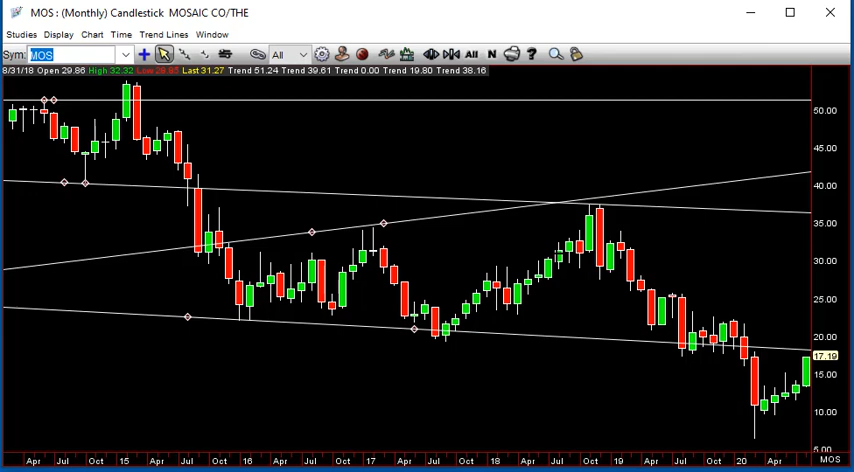 MOS : (Monthly) Candlestick MOSAIC CO/THE
Studies Display Chart Time Trend Lines Window
Sym: MOS All All N ?
8/31/18 Open 29.86 High 32.32 Low 28.85 Last 31.27 Trend 51.24 Trend 39.61 Trend 0.00 Trend 19.80 Trend 38.16
50.00
45.00
40.00
35.00
30.00
25.00
20.00
17.19
15.00
10.00
5.00
Apr Jul Oct 15 Apr Jul Oct 16 Apr Jul Oct 17 Apr Jul Oct 18 Apr Jul Oct 19 Apr Jul Oct 20 Apr MOS